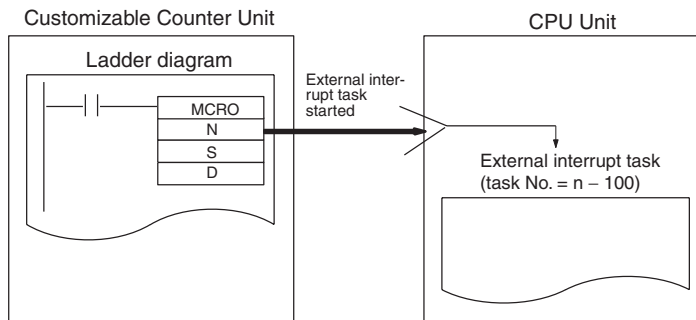 Customizable Counter Unit
CPU Unit
Ladder diagram
MCRO
N
S
D
External inter-
rupt task
started
External interrupt task
(task No. = n – 100)